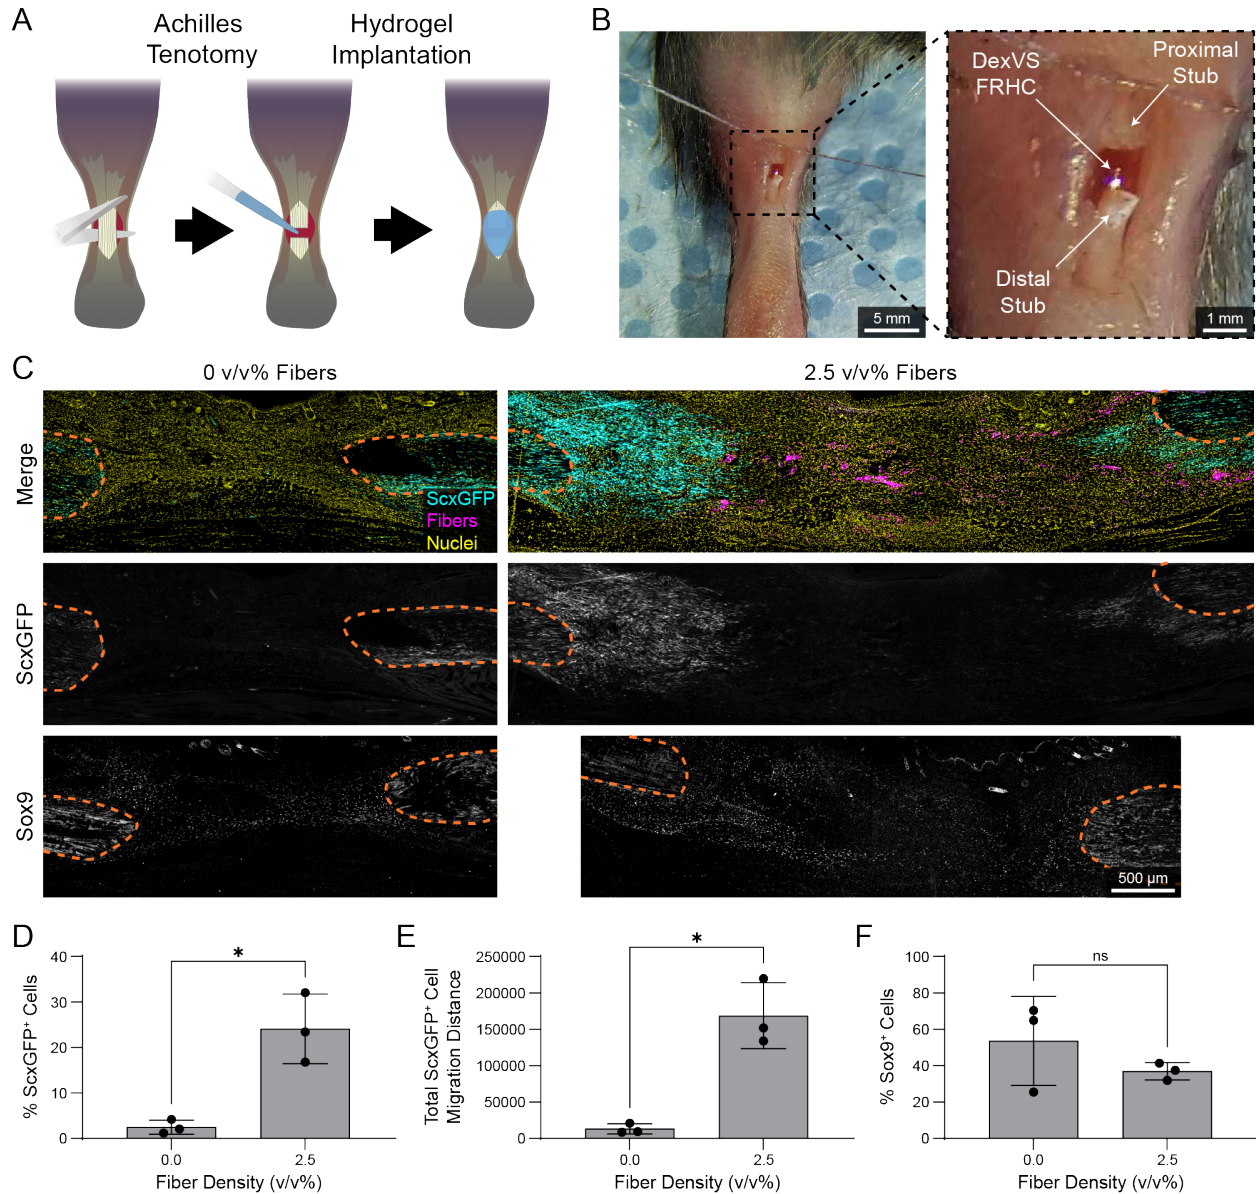 A
Achilles
Tenotomy
Hydrogel
Implantation
B
DexVS
FRHC
Proximal
Stub
Distal
Stub
5 mm
1 mm
C
0 v/v% Fibers
2.5 v/v% Fibers
Merge
ScxGFP
Fibers
Nuclei
ScxGFP
Sox9
500 µm
D
% ScxGFP⁺ Cells
40
30
20
10
0
*
0.0
2.5
Fiber Density (v/v%)
E
Total ScxGFP⁺ Cell
Migration Distance
250000
200000
150000
100000
50000
0
*
0.0
2.5
Fiber Density (v/v%)
F
% Sox9⁺ Cells
100
80
60
40
20
0
ns
0.0
2.5
Fiber Density (v/v%)